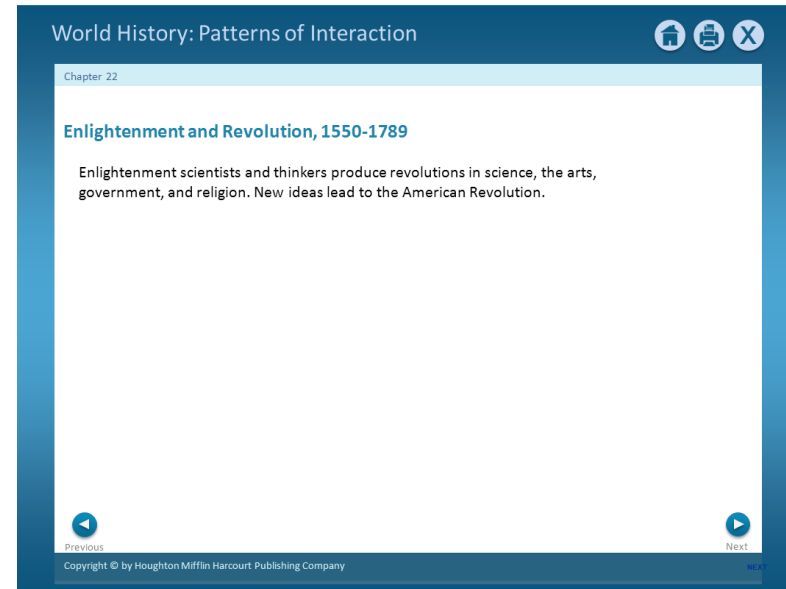 World History: Patterns of Interaction
X
Chapter 22
Enlightenment and Revolution, 1550-1789
Enlightenment scientists and thinkers produce revolutions in science, the arts,
government, and religion. New ideas lead to the American Revolution.
Previous
Next
Copyright © by Houghton Mifflin Harcourt Publishing Company
NEXT